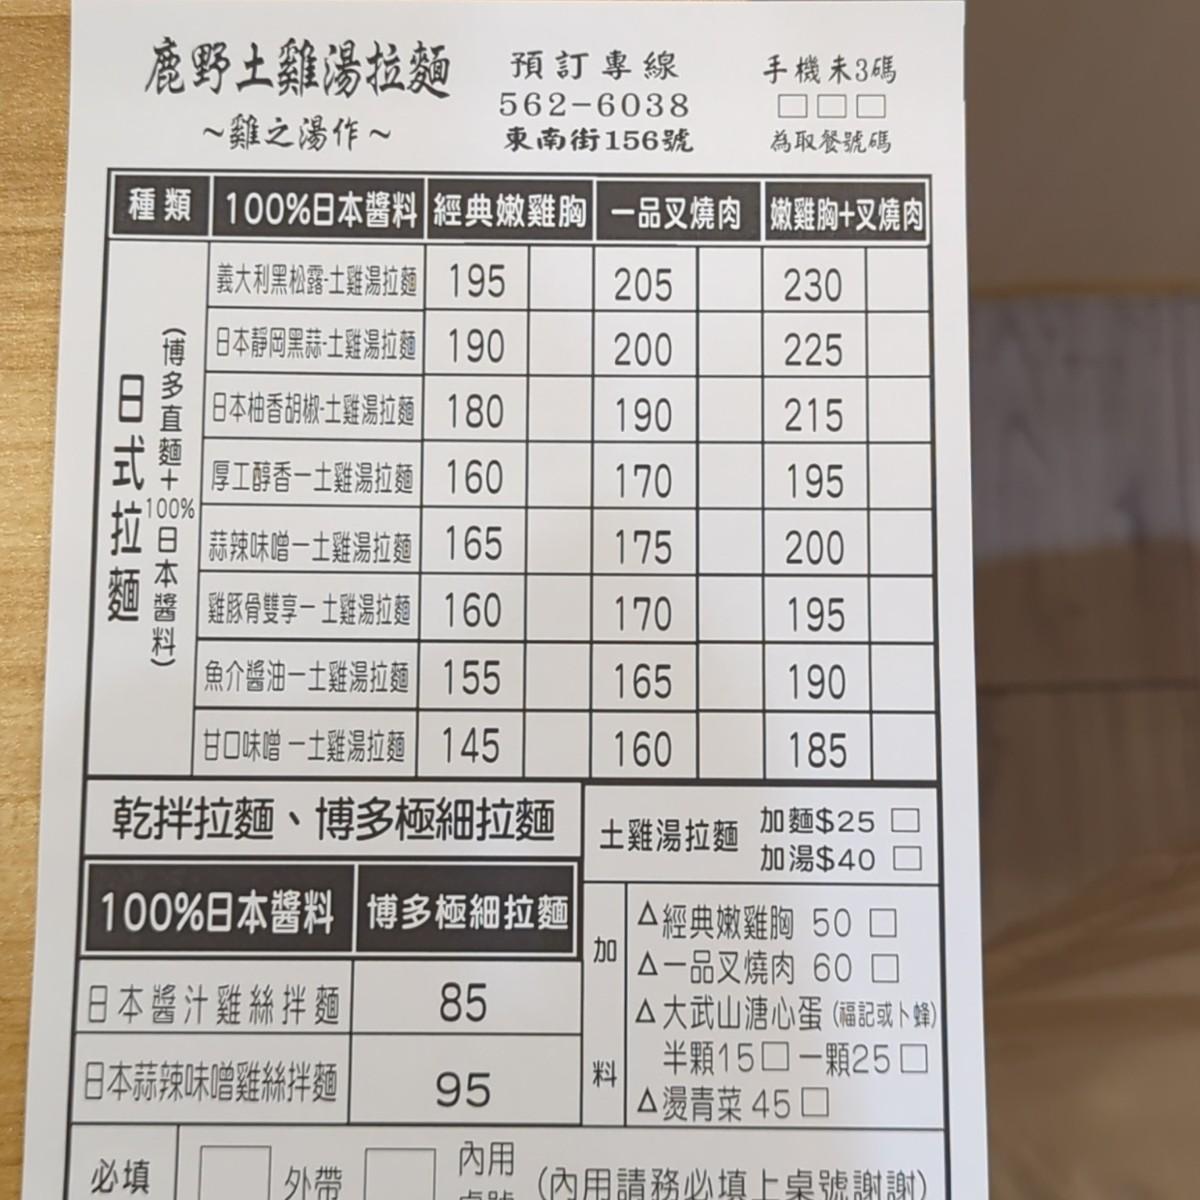 鹿野土雞湯拉麵
～雞之湯作～
預訂專線
562-6038
東南街156號
手機末3碼
□□□
為取餐號碼
種類 100%日本醬料 經典嫩雞胸 一品叉燒肉 嫩雞胸+叉燒肉
日式拉麵
(博多直麵+100%日本醬料)
義大利黑松露-土雞湯拉麵 195 205 230
日本靜岡黑蒜-土雞湯拉麵 190 200 225
日本柚香胡椒-土雞湯拉麵 180 190 215
厚工醇香一土雞湯拉麵 160 170 195
蒜辣味噌一土雞湯拉麵 165 175 200
雞豚骨雙享一土雞湯拉麵 160 170 195
魚介醬油一土雞湯拉麵 155 165 190
甘口味噌一土雞湯拉麵 145 160 185
乾拌拉麵、博多極細拉麵
100%日本醬料 博多極細拉麵
日本醬汁雞絲拌麵 85
日本蒜辣味噌雞絲拌麵 95
土雞湯拉麵 加麵$25 □
加湯$40 □
加料
△經典嫩雞胸 50 □
△一品叉燒肉 60 □
△大武山溏心蛋(福記或卜蜂)
半顆15□一顆25□
△燙青菜45□
必填 外帶 內用
桌號 (內用請務必填上桌號謝謝)